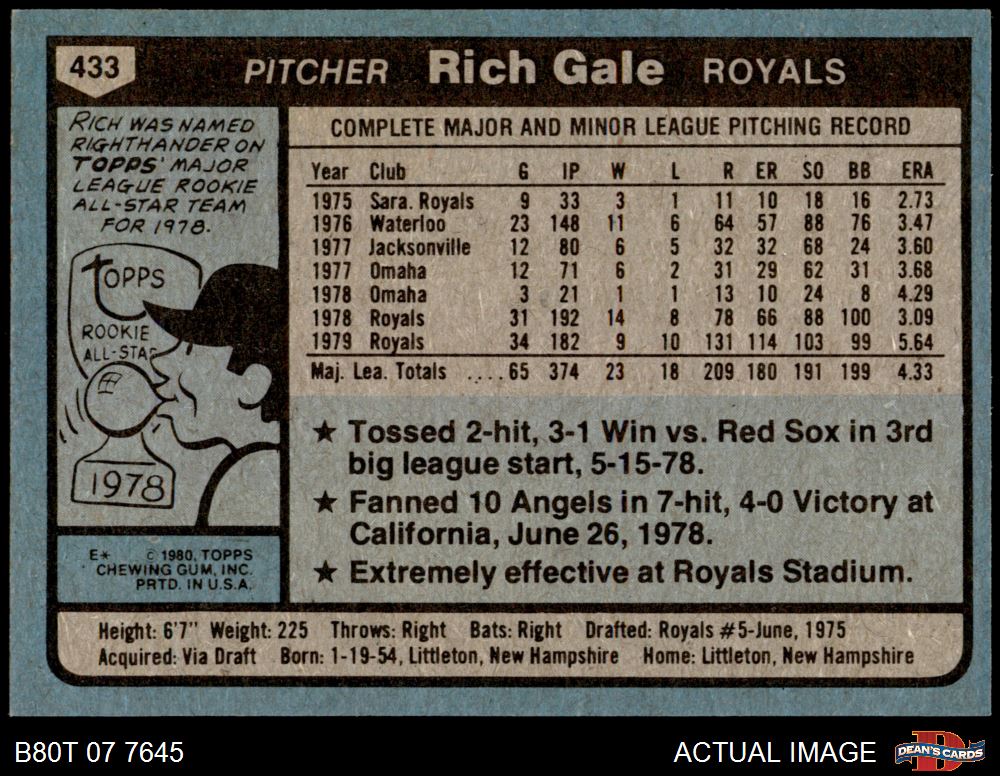 433 PITCHER Rich Gale ROYALS
RICH WAS NAMED
RIGHTHANDER ON
TOPPS' MAJOR
LEAGUE ROOKIE
ALL-STAR TEAM
FOR 1978.
TOPPS
ROOKIE
ALL-STAR
1978
E* © 1980, TOPPS
CHEWING GUM, INC.
PRTD. IN U.S.A.
COMPLETE MAJOR AND MINOR LEAGUE PITCHING RECORD
Year Club G IP W L R ER SO BB ERA
1975 Sara. Royals 9 33 3 1 11 10 18 16 2.73
1976 Waterloo 23 148 11 6 64 57 88 76 3.47
1977 Jacksonville 12 80 6 5 32 32 68 24 3.60
1977 Omaha 12 71 6 2 31 29 62 31 3.68
1978 Omaha 3 21 1 1 13 10 24 8 4.29
1978 Royals 31 192 14 8 78 66 88 100 3.09
1979 Royals 34 182 9 10 131 114 103 99 5.64
Maj. Lea. Totals ....65 374 23 18 209 180 191 199 4.33
★ Tossed 2-hit, 3-1 Win vs. Red Sox in 3rd
big league start, 5-15-78.
★ Fanned 10 Angels in 7-hit, 4-0 Victory at
California, June 26, 1978.
★ Extremely effective at Royals Stadium.
Height: 6'7" Weight: 225 Throws: Right Bats: Right Drafted: Royals #5-June, 1975
Acquired: Via Draft Born: 1-19-54, Littleton, New Hampshire Home: Littleton, New Hampshire
B80T 07 7645 ACTUAL IMAGE DEAN'S CARDS